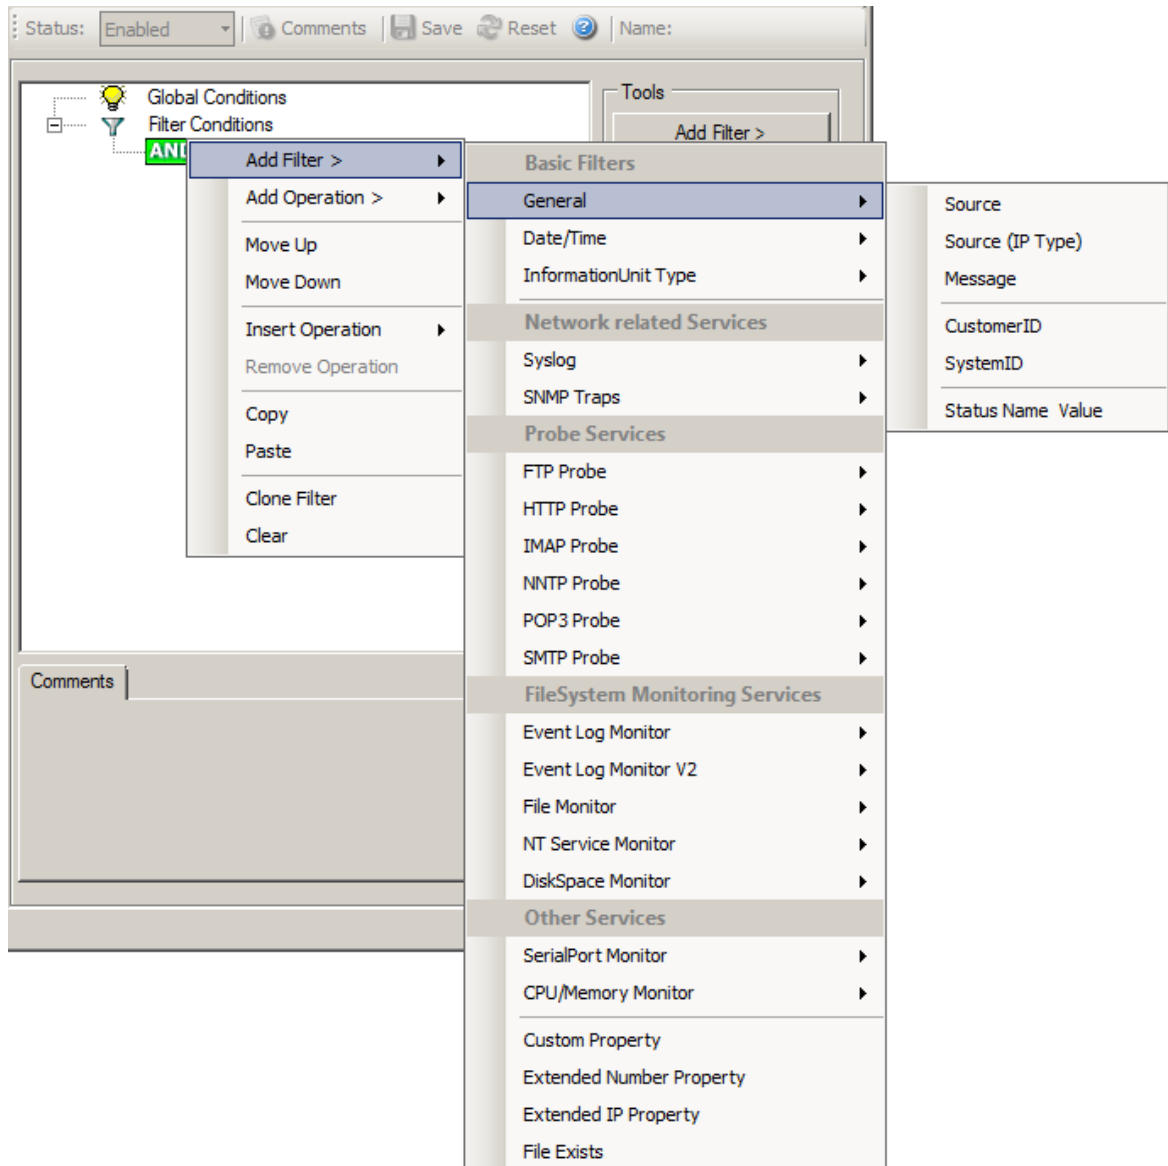 Status: Enabled Comments Save Reset Name:
Global Conditions
Filter Conditions
AND
Tools
Add Filter >
Add Filter >
Add Operation >
Move Up
Move Down
Insert Operation
Remove Operation
Copy
Paste
Clone Filter
Clear
Basic Filters
General
Date/Time
InformationUnit Type
Network related Services
Syslog
SNMP Traps
Probe Services
FTP Probe
HTTP Probe
IMAP Probe
NNTP Probe
POP3 Probe
SMTP Probe
FileSystem Monitoring Services
Event Log Monitor
Event Log Monitor V2
File Monitor
NT Service Monitor
DiskSpace Monitor
Other Services
SerialPort Monitor
CPU/Memory Monitor
Custom Property
Extended Number Property
Extended IP Property
File Exists
Source
Source (IP Type)
Message
CustomerID
SystemID
Status Name Value
Comments